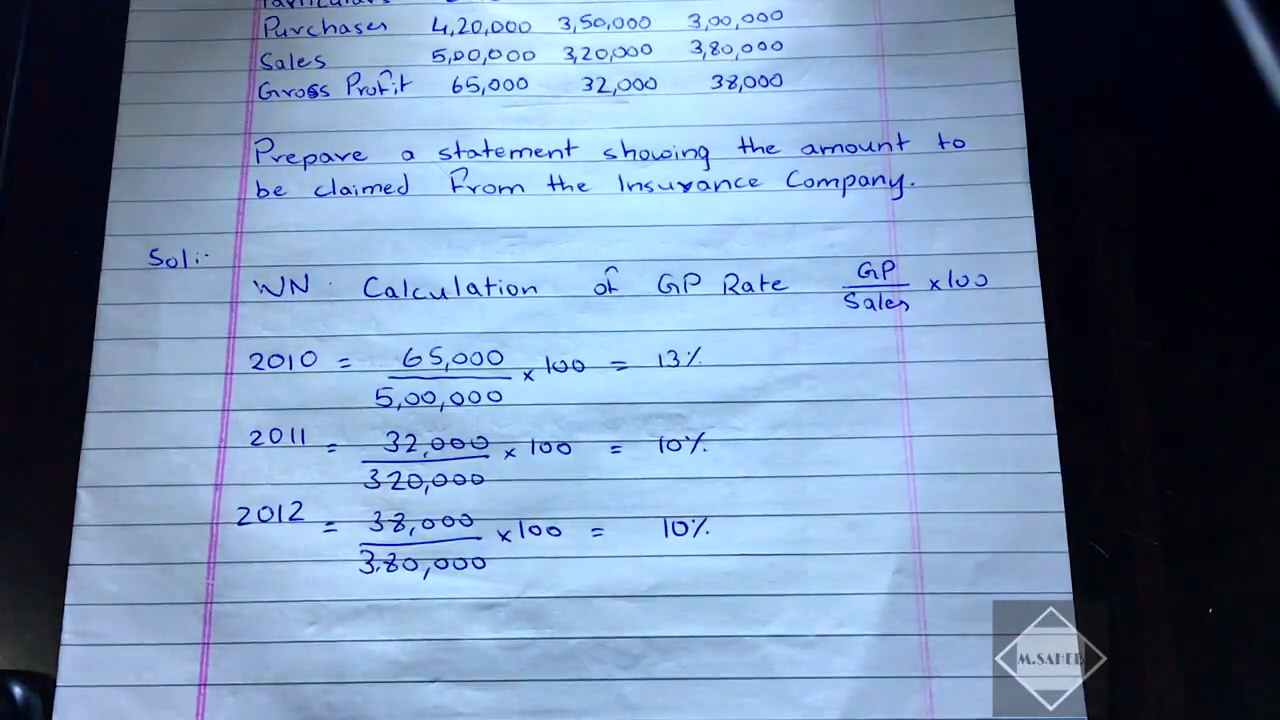 Purchases 4,20,000 3,50,000 3,00,000
Sales 5,00,000 3,20,000 3,80,000
Gross Profit 65,000 32,000 38,000
Prepare a statement showing the amount to
be claimed From the Insurance Company.
Sol:-
WN. Calculation of GP Rate GP/Sales x100
2010 = 65,000/5,00,000 x 100 = 13%
2011 = 32,000/320,000 x 100 = 10%
2012 = 38,000/3,80,000 x100 = 10%
M.SAHEB